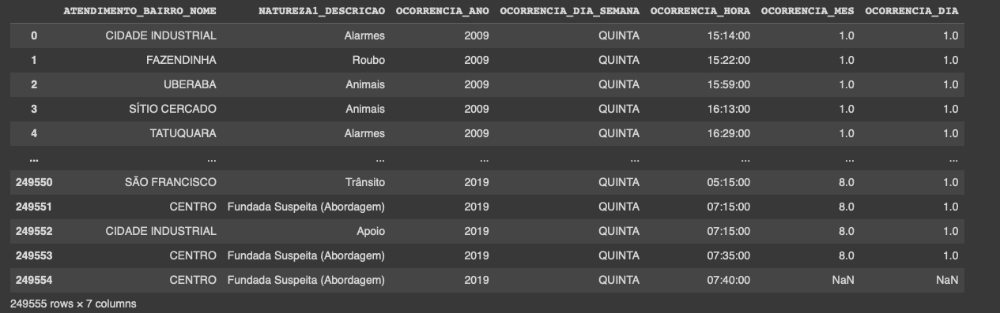 ATENDIMENTO_BAIRRO_NOME NATUREZA1_DESCRICAO OCORRENCIA_ANO OCORRENCIA_DIA_SEMANA OCORRENCIA_HORA OCORRENCIA_MES OCORRENCIA_DIA
0 CIDADE INDUSTRIAL Alarmes 2009 QUINTA 15:14:00 1.0 1.0
1 FAZENDINHA Roubo 2009 QUINTA 15:22:00 1.0 1.0
2 UBERABA Animais 2009 QUINTA 15:59:00 1.0 1.0
3 SÍTIO CERCADO Animais 2009 QUINTA 16:13:00 1.0 1.0
4 TATUQUARA Alarmes 2009 QUINTA 16:29:00 1.0 1.0
... ... ... ... ... ... ... ...
249550 SÃO FRANCISCO Trânsito 2019 QUINTA 05:15:00 8.0 1.0
249551 CENTRO Fundada Suspeita (Abordagem) 2019 QUINTA 07:15:00 8.0 1.0
249552 CIDADE INDUSTRIAL Apoio 2019 QUINTA 07:15:00 8.0 1.0
249553 CENTRO Fundada Suspeita (Abordagem) 2019 QUINTA 07:35:00 8.0 1.0
249554 CENTRO Fundada Suspeita (Abordagem) 2019 QUINTA 07:40:00 NaN NaN
249555 rows × 7 columns